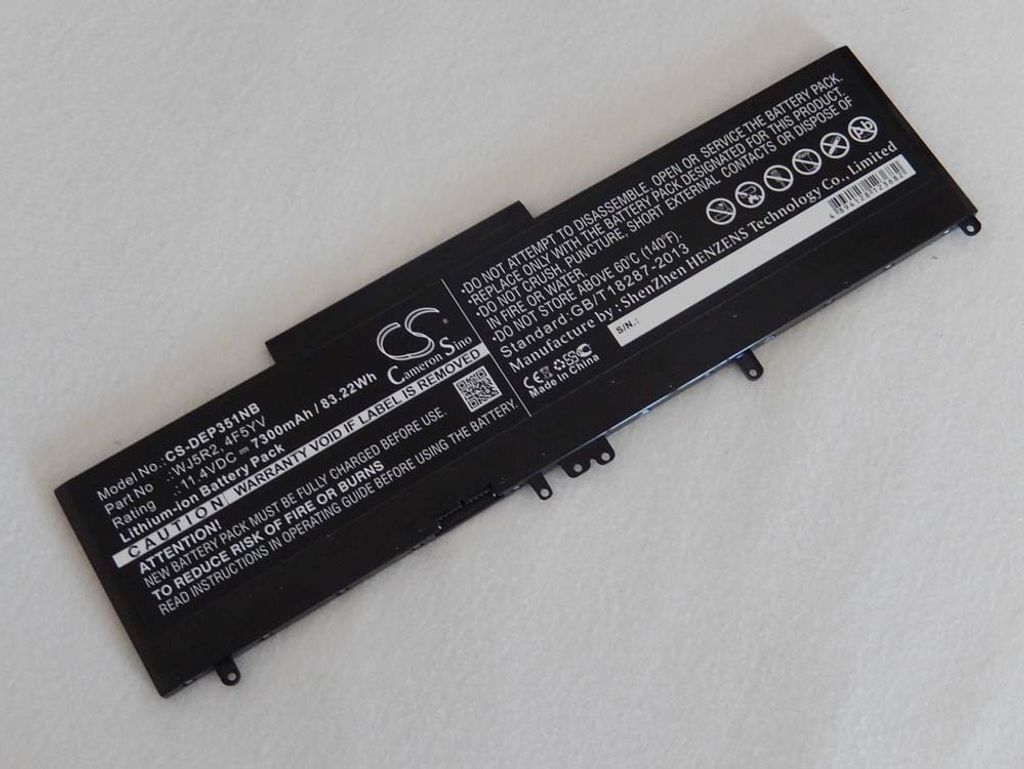 CS
Cameron Sino
Model No.: CS-DEP351NB
Part No .: WJ5R2, 4F5YV
Rating .: 11.4VDC ⎓ 7300mAh / 83.22Wh
Lithium-ion Battery Pack
CAUTION WARRANTY VOID IF LABEL IS REMOVED
ATTENTION!
NEW BATTERY PACK MUST BE FULLY CHARGED BEFORE USE.
TO REDUCE RISK OF FIRE OR BURNS
READ INSTRUCTIONS IN OPERATING GUIDE BEFORE USING THE BATTERY.
•DO NOT ATTEMPT TO DISASSEMBLE, OPEN OR SERVICE THE BATTERY PACK.
•REPLACE ONLY WITH THE BATTERY PACK DESIGNATED FOR THIS PRODUCT.
•DO NOT CRUSH, PUNCTURE, SHORT EXTERNAL CONTACTS OR DISPOSE OF
IN FIRE OR WATER
•DO NOT STORE ABOVE 60°C (140°F).
Standard: GB/T18287-2013
Manufacture by: ShenZhen HENZENS Technology Co., Limited
S/N.:
CE
Made In China